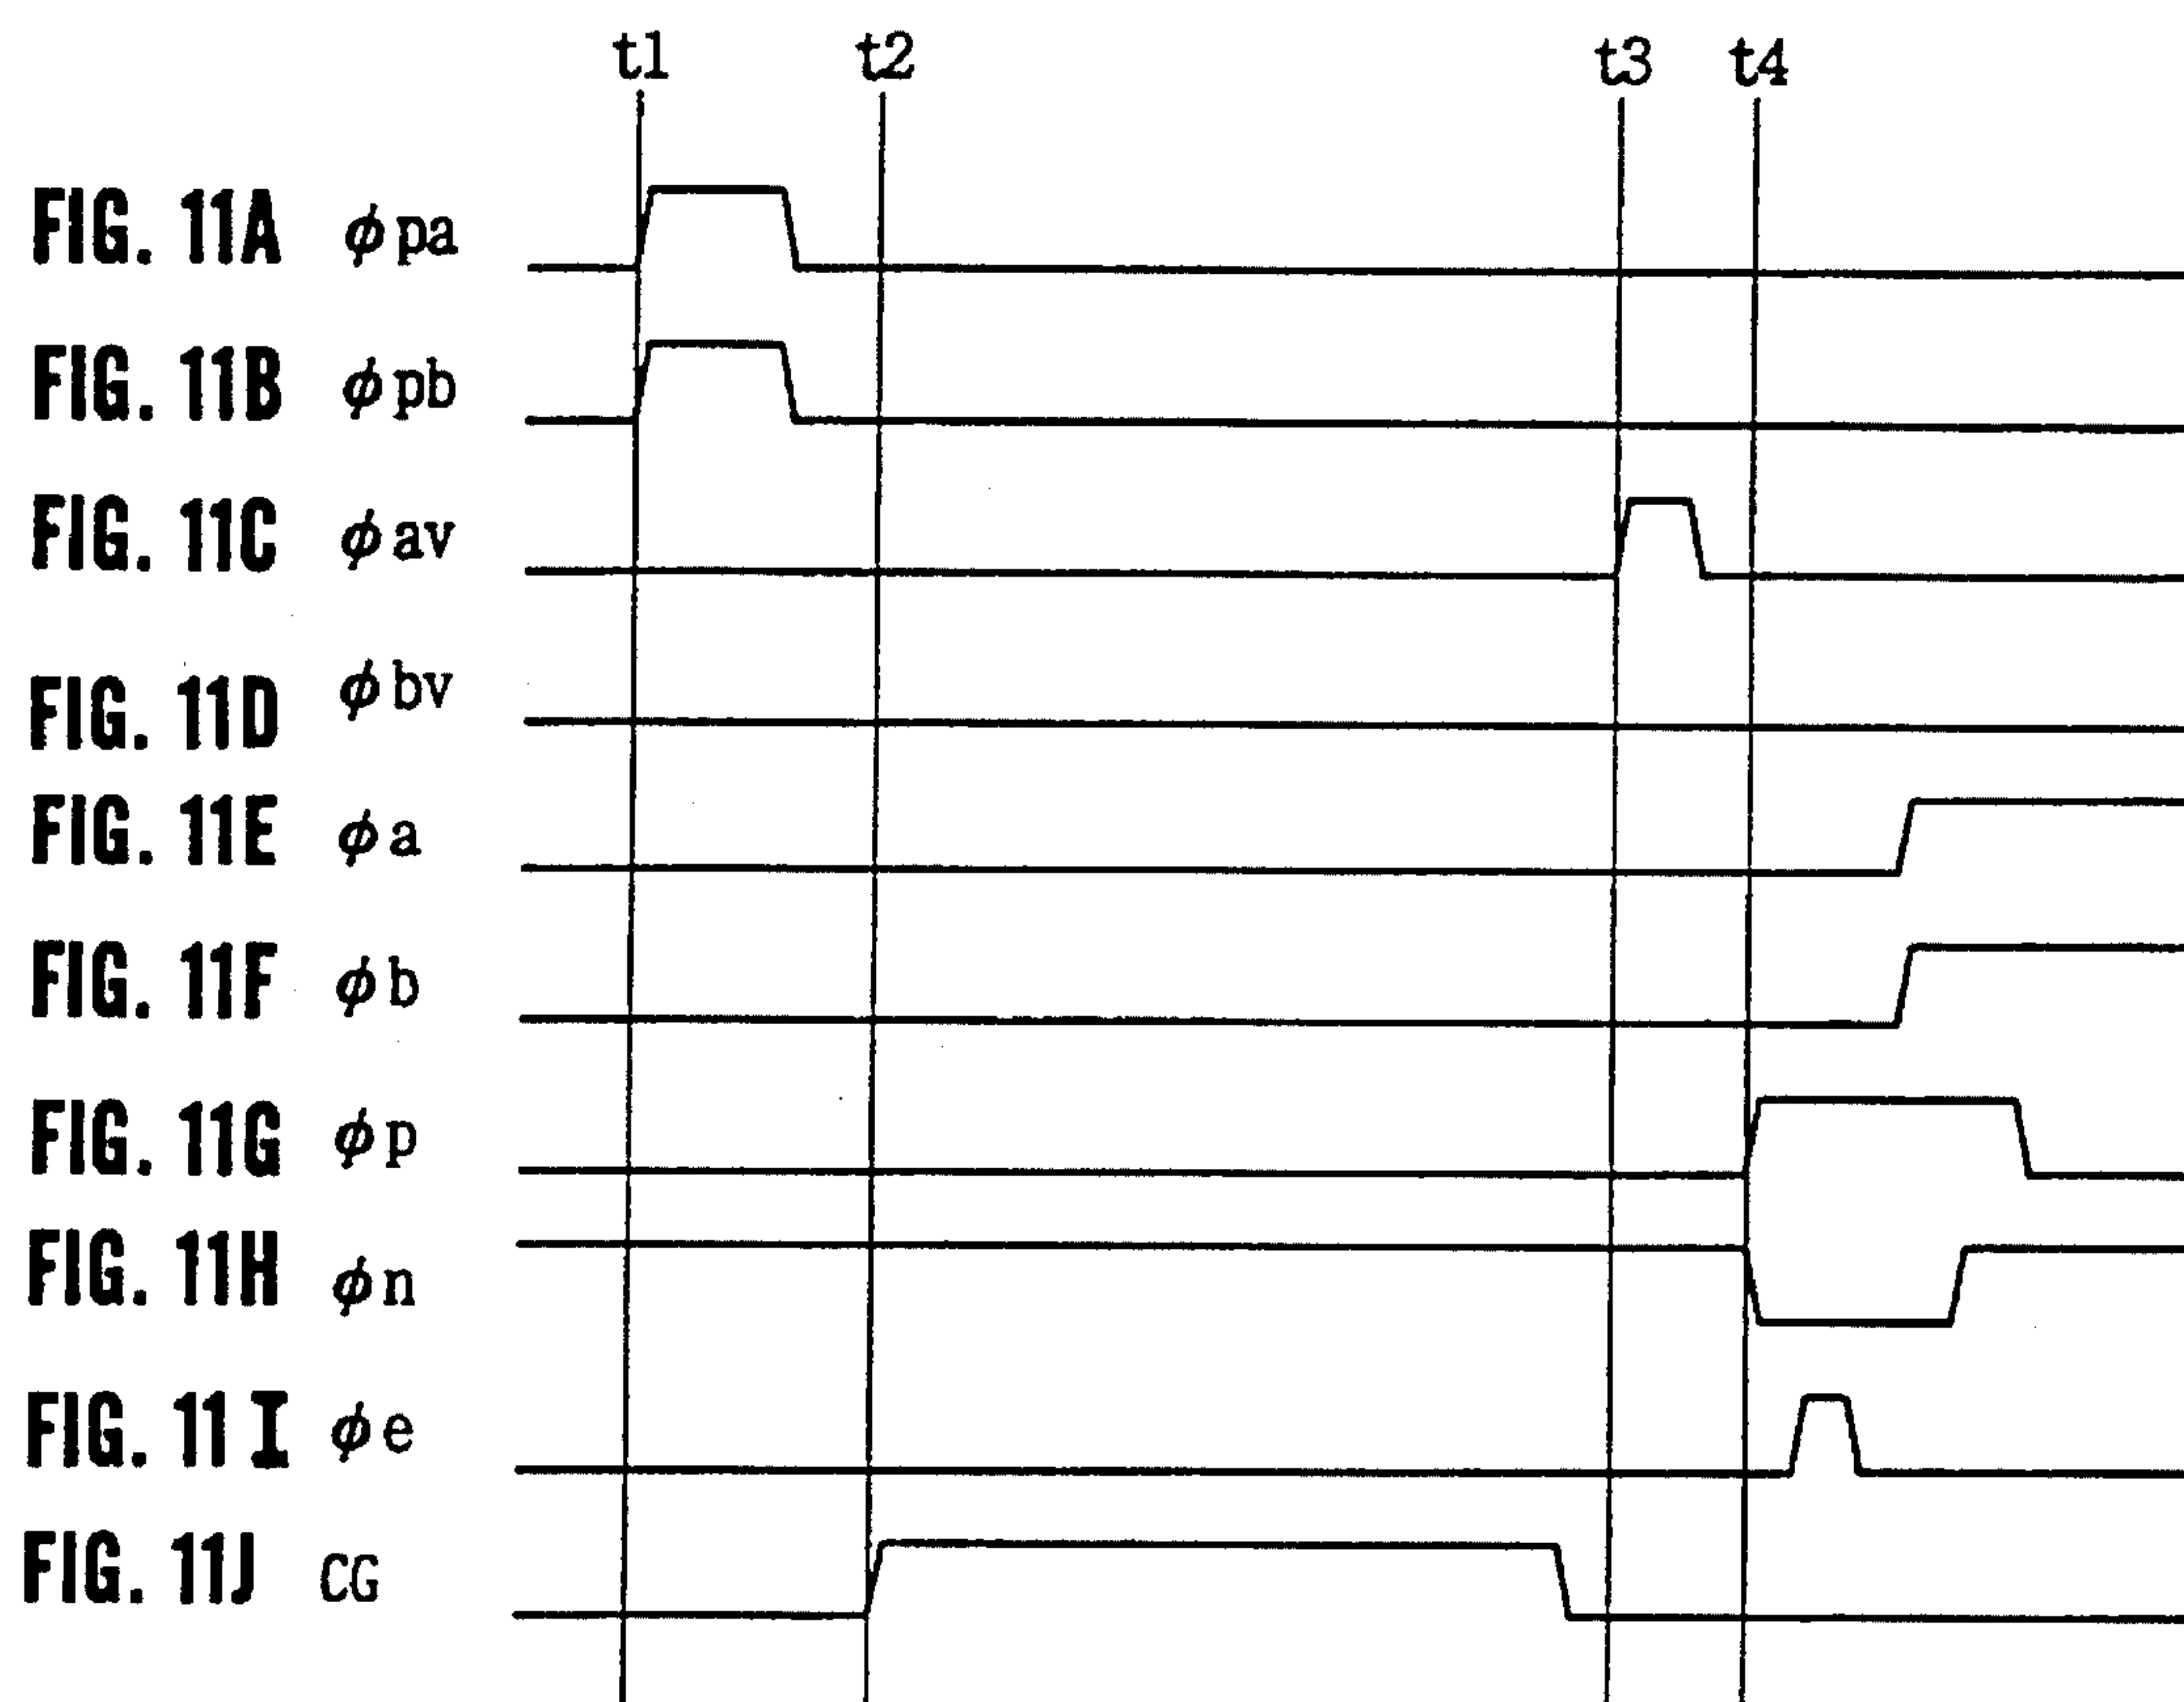 t1 t2 t3 t4
FIG. 11A ϕpa
FIG. 11B ϕpb
FIG. 11C ϕav
FIG. 11D ϕbv
FIG. 11E ϕa
FIG. 11F ϕb
FIG. 11G ϕp
FIG. 11H ϕn
FIG. 11I ϕe
FIG. 11J CG